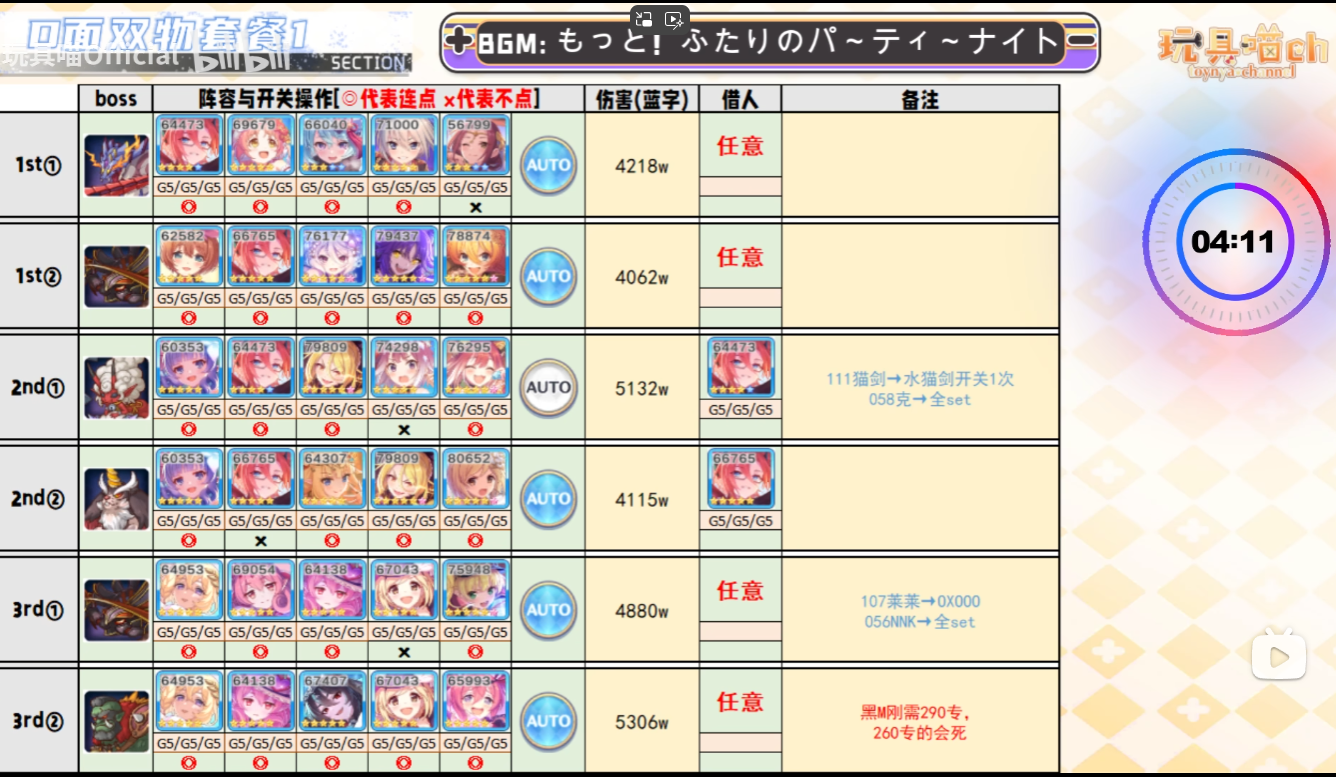 D面双物套餐1
玩具喵Official bilibili
SECTION
BGM: もっと! ふたりのパ~ティ~ナイト
玩具喵ch
toynya channel
boss 阵容与开关操作[◎代表连点 ×代表不点] 伤害(蓝字) 借人 备注
1st① 64473 69679 66040 71000 56799 AUTO 4218w 任意
G5/G5/G5 G5/G5/G5 G5/G5/G5 G5/G5/G5 G5/G5/G5
◎ ◎ ◎ ◎ ×
04:11
1st② 62582 66765 76177 79437 78874 AUTO 4062w 任意
G5/G5/G5 G5/G5/G5 G5/G5/G5 G5/G5/G5 G5/G5/G5
◎ ◎ ◎ ◎ ◎
2nd① 60353 64473 79809 74298 76295 AUTO 5132w 64473
G5/G5/G5 G5/G5/G5 G5/G5/G5 G5/G5/G5 G5/G5/G5 G5/G5/G5
◎ ◎ ◎ × ◎
111猫剑→水猫剑开关1次
058克→全set
2nd② 60353 66765 64307 79809 80652 AUTO 4115w 66765
G5/G5/G5 G5/G5/G5 G5/G5/G5 G5/G5/G5 G5/G5/G5 G5/G5/G5
◎ × ◎ ◎ ◎
3rd① 64953 69054 64138 67043 75948 AUTO 4880w 任意
G5/G5/G5 G5/G5/G5 G5/G5/G5 G5/G5/G5 G5/G5/G5
◎ ◎ ◎ × ◎
107莱莱→OX000
056NNK→全set
3rd② 64953 64138 67407 67043 65993 AUTO 5306w 任意
G5/G5/G5 G5/G5/G5 G5/G5/G5 G5/G5/G5 G5/G5/G5
◎ ◎ ◎ ◎ ◎
黑M刚需290专,
260专的会死